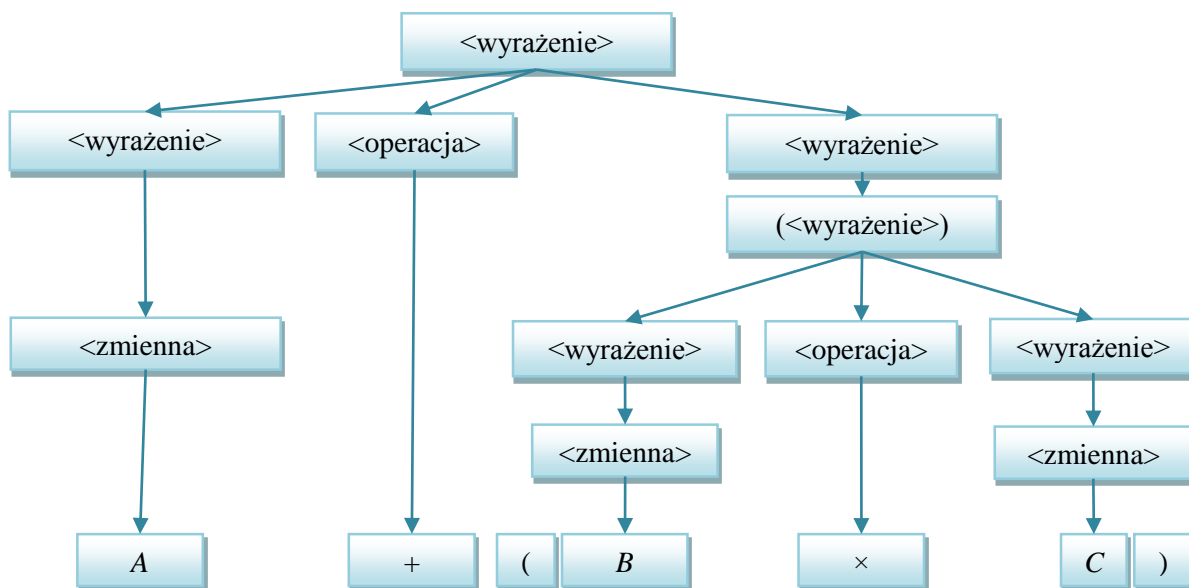 <wyrażenie>
<wyrażenie> <operacja> <wyrażenie>
(<wyrażenie>)
<zmienna> <wyrażenie> <operacja> <wyrażenie>
<zmienna> <zmienna>
A + ( B × C )